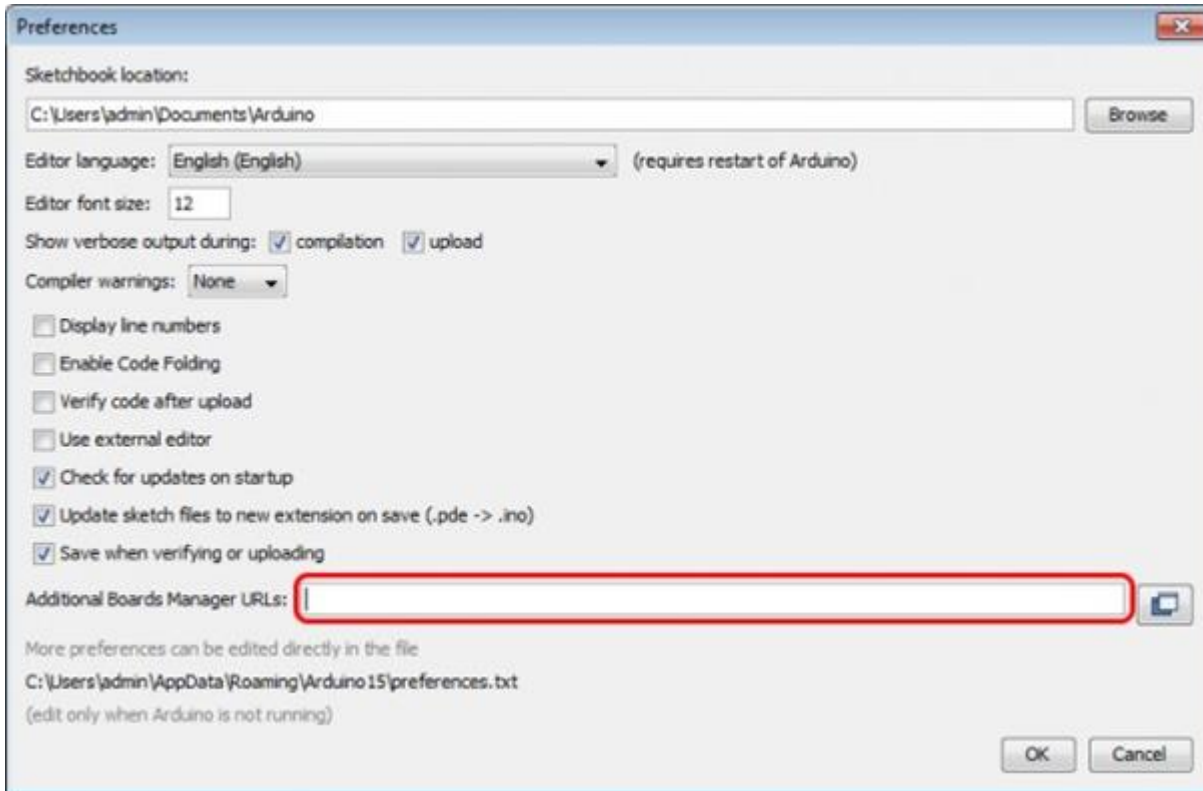 Preferences
Sketchbook location:
C:\Users\admin\Documents\Arduino Browse
Editor language: English (English) (requires restart of Arduino)
Editor font size: 12
Show verbose output during: compilation upload
Compiler warnings: None
Display line numbers
Enable Code Folding
Verify code after upload
Use external editor
Check for updates on startup
Update sketch files to new extension on save (.pde -> .ino)
Save when verifying or uploading
Additional Boards Manager URLs:
More preferences can be edited directly in the file
C:\Users\admin\AppData\Roaming\Arduino15\preferences.txt
(edit only when Arduino is not running)
OK Cancel